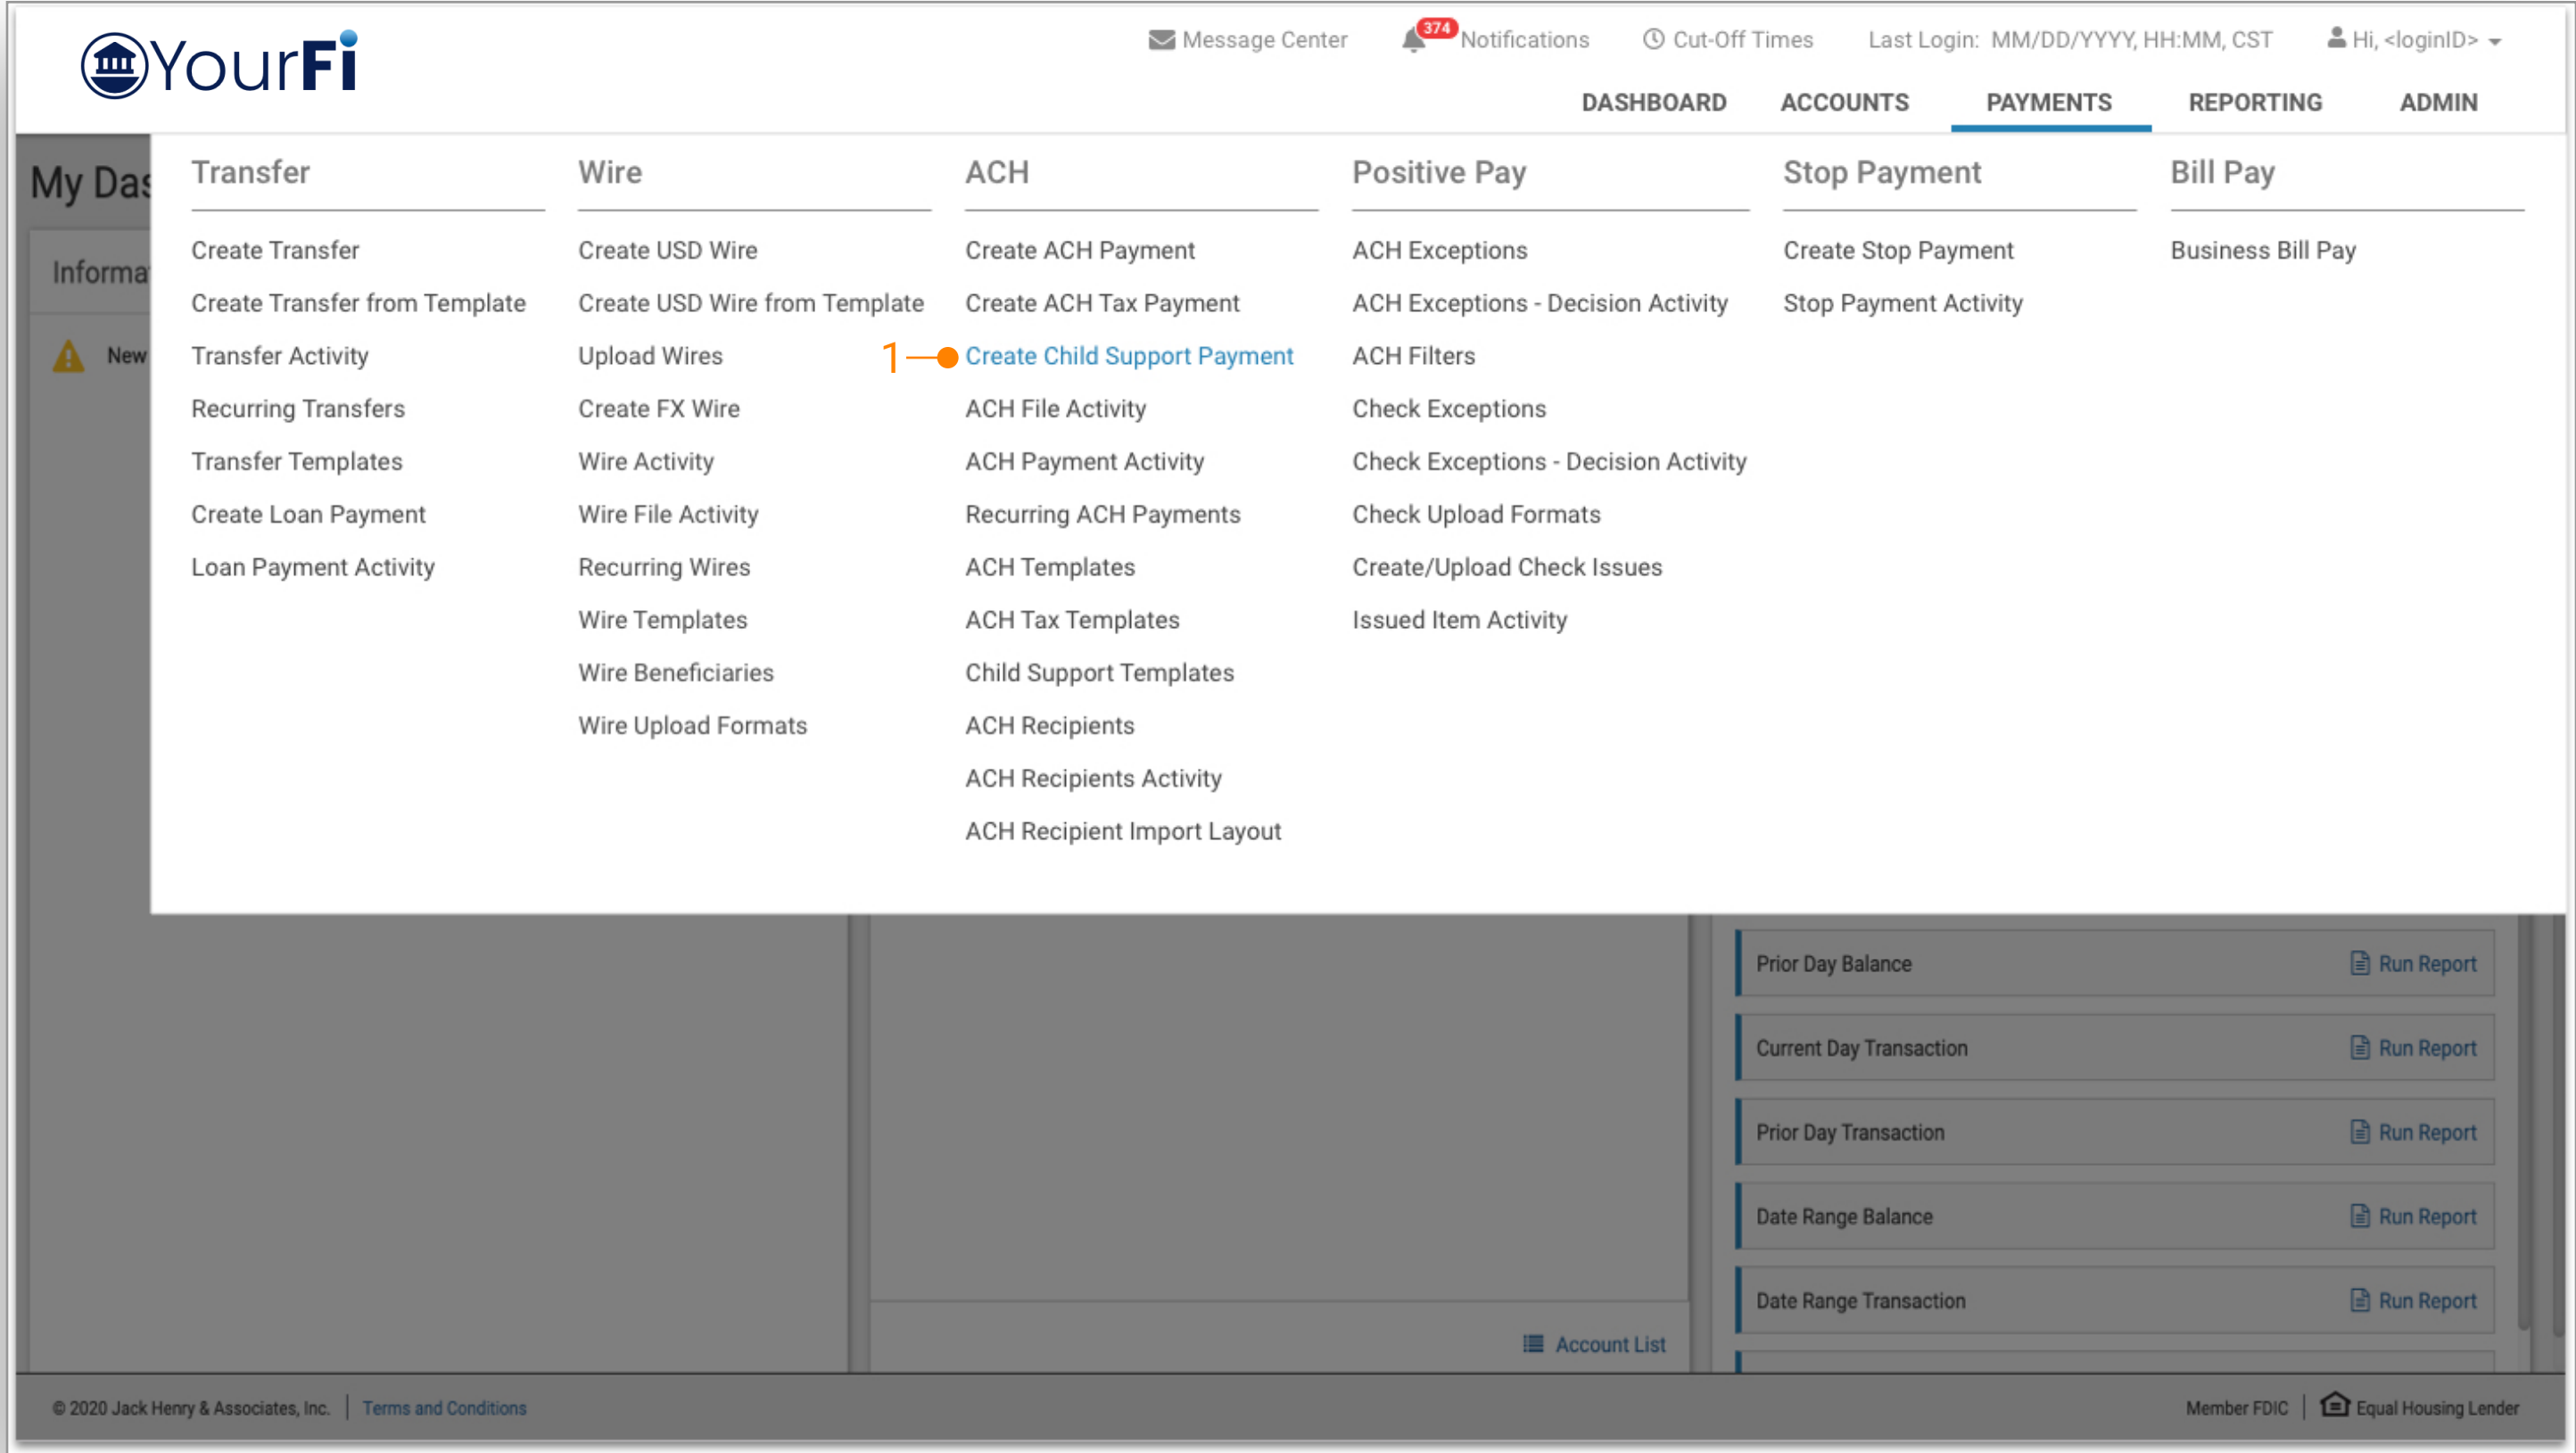 YourFi
Message Center 374 Notifications Cut-Off Times Last Login: MM/DD/YYYY, HH:MM, CST Hi, <loginID>
DASHBOARD ACCOUNTS PAYMENTS REPORTING ADMIN
My Das
Informa
New
Transfer
Create Transfer
Create Transfer from Template
Transfer Activity
Recurring Transfers
Transfer Templates
Create Loan Payment
Loan Payment Activity
Wire
Create USD Wire
Create USD Wire from Template
Upload Wires
Create FX Wire
Wire Activity
Wire File Activity
Recurring Wires
Wire Templates
Wire Beneficiaries
Wire Upload Formats
ACH
Create ACH Payment
Create ACH Tax Payment
1 Create Child Support Payment
ACH File Activity
ACH Payment Activity
Recurring ACH Payments
ACH Templates
ACH Tax Templates
Child Support Templates
ACH Recipients
ACH Recipients Activity
ACH Recipient Import Layout
Positive Pay
ACH Exceptions
ACH Exceptions - Decision Activity
ACH Filters
Check Exceptions
Check Exceptions - Decision Activity
Check Upload Formats
Create/Upload Check Issues
Issued Item Activity
Stop Payment
Create Stop Payment
Stop Payment Activity
Bill Pay
Business Bill Pay
Prior Day Balance Run Report
Current Day Transaction Run Report
Prior Day Transaction Run Report
Date Range Balance Run Report
Date Range Transaction Run Report
Account List
© 2020 Jack Henry & Associates, Inc. | Terms and Conditions
Member FDIC | Equal Housing Lender